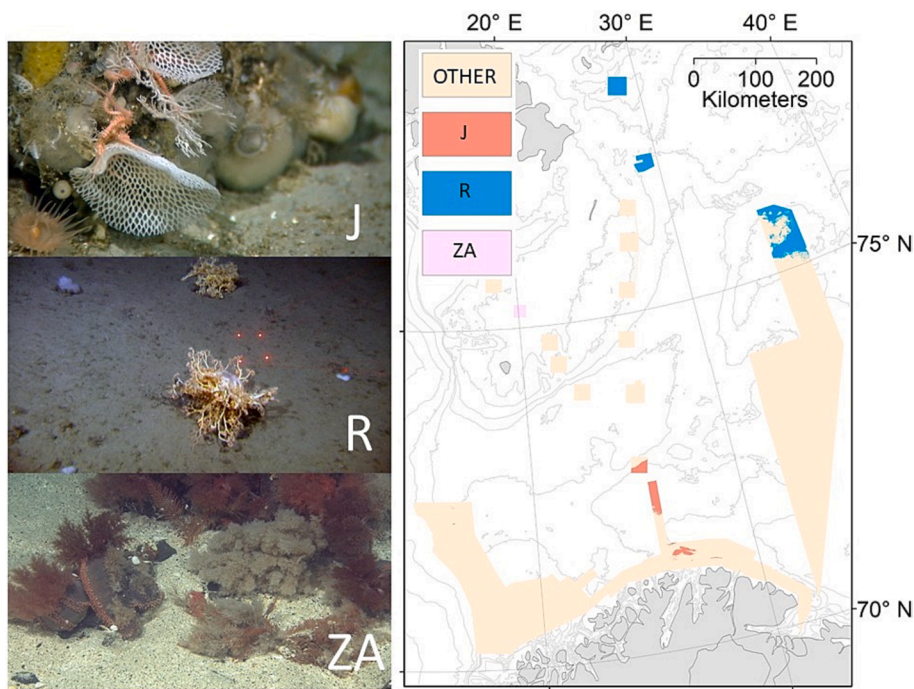 J
R
ZA
20° E 30° E 40° E
OTHER
J
R
ZA
0 100 200
Kilometers
75° N
70° N